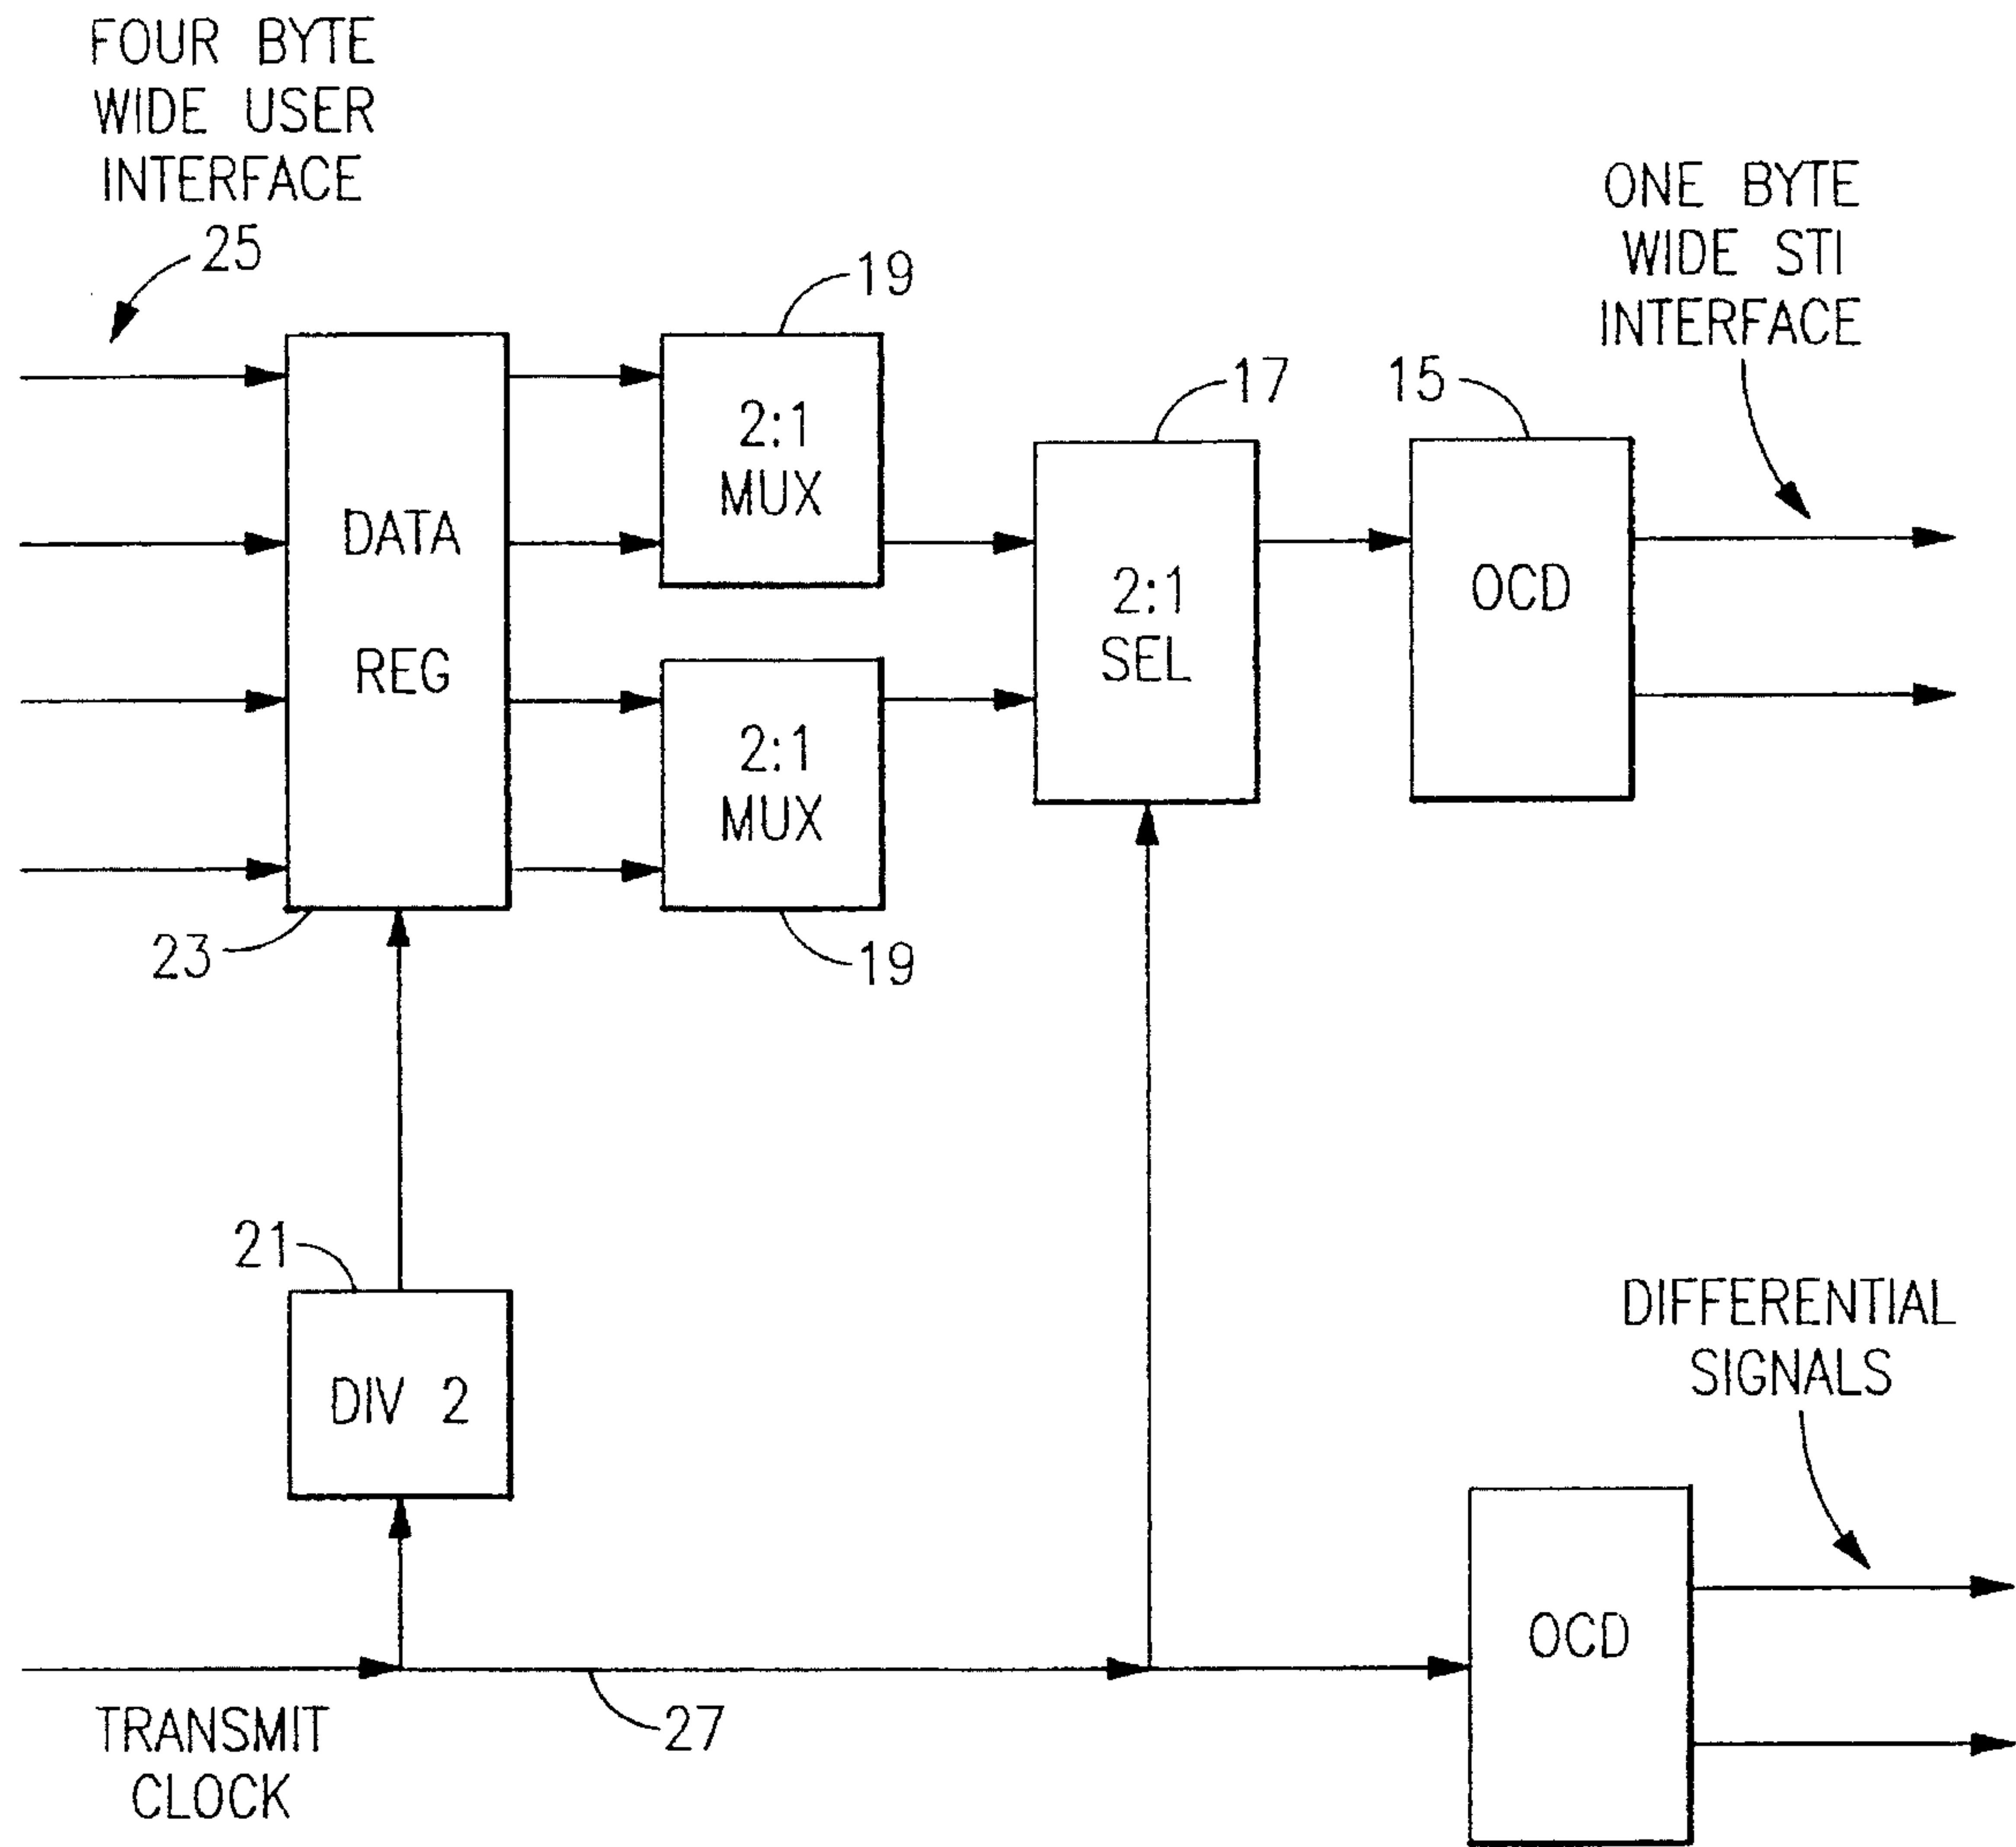 FOUR BYTE
WIDE USER
INTERFACE
25
ONE BYTE
WIDE STI
INTERFACE
19
17
15
2:1
MUX
DATA
REG
2:1
SEL
OCD
2:1
MUX
23
19
21
DIV 2
DIFFERENTIAL
SIGNALS
OCD
27
TRANSMIT
CLOCK